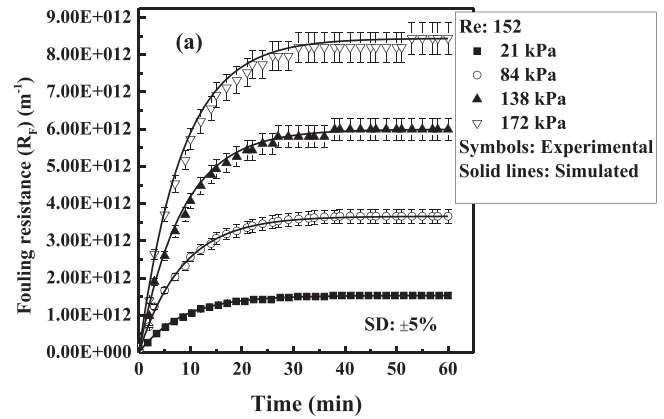 9.00E+012
8.00E+012
7.00E+012
6.00E+012
5.00E+012
4.00E+012
3.00E+012
2.00E+012
1.00E+012
0.00E+000
Fouling resistance (R_F) (m⁻¹)
(a)
SD: ±5%
0 10 20 30 40 50 60
Time (min)
Re: 152
21 kPa
84 kPa
138 kPa
172 kPa
Symbols: Experimental
Solid lines: Simulated